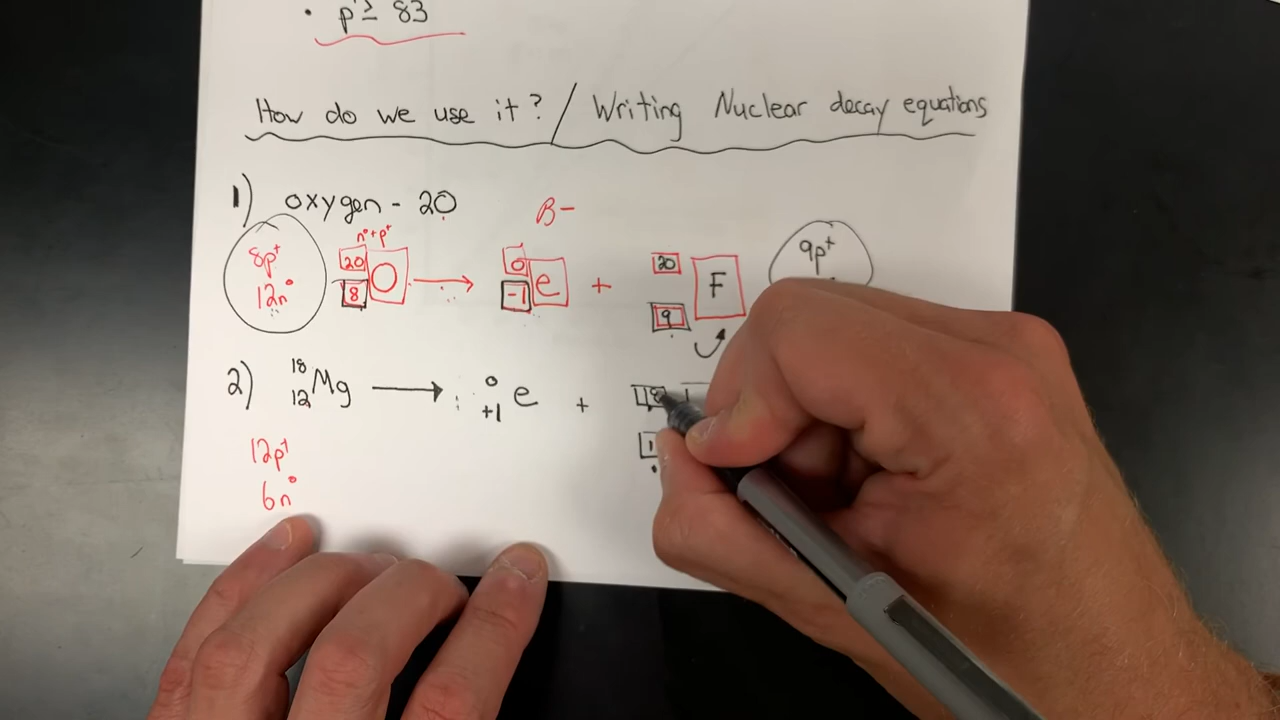 • p ≥ 83
How do we use it? / Writing Nuclear decay equations
1) oxygen - 20 B-
8p+ 12n° n°+p+ 20 8 O → 0 -1 e + 20 9 F 9p+
2) 18 12 Mg → 0 +1 e + 18
12p+
6n°